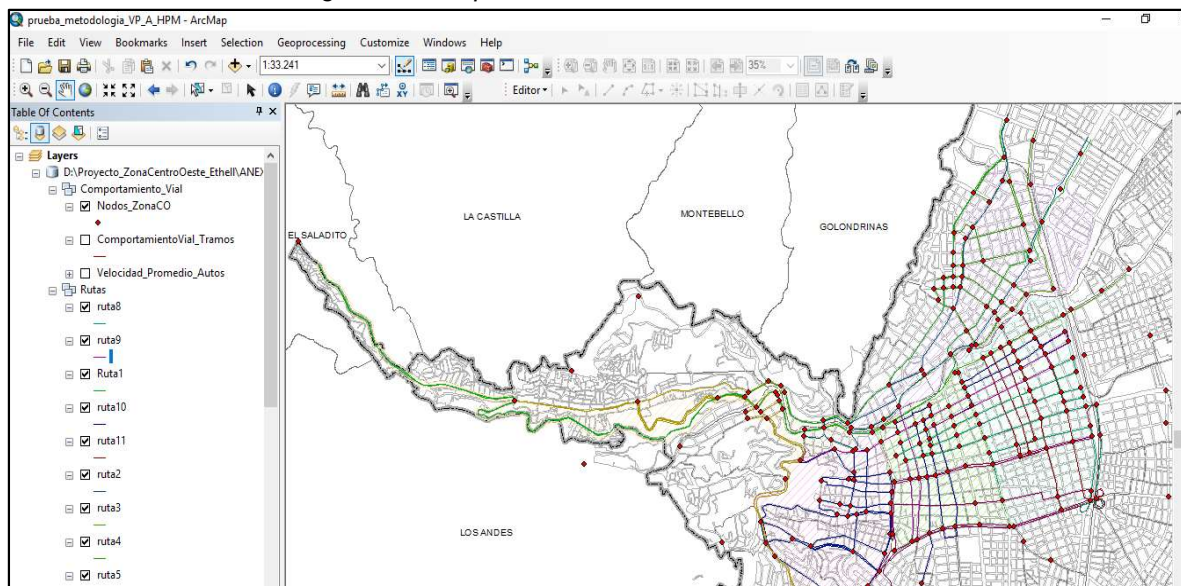 prueba_metodologia_VP_A_HPM - ArcMap
File Edit View Bookmarks Insert Selection Geoprocessing Customize Windows Help
1:33.241
35%
Editor
Table Of Contents
Layers
D:\Proyecto_ZonaCentroOeste_Ethell\ANE
Comportamiento_Vial
Nodos_ZonaCO
ComportamientoVial_Tramos
Velocidad_Promedio_Autos
Rutas
ruta8
ruta9
Ruta1
ruta10
ruta11
ruta2
ruta3
ruta4
ruta5
LA CASTILLA
MONTEBELLO
GOLONDRINAS
EL SALADITO
LOS ANDES